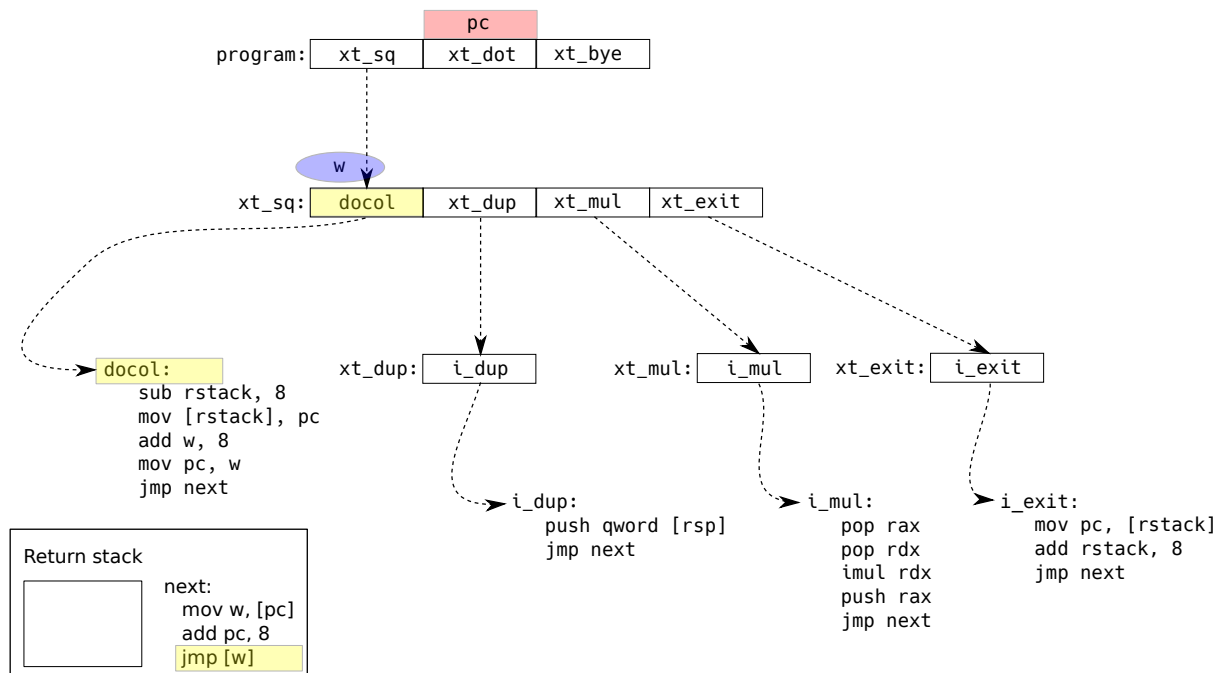 pc
program: xt_sq xt_dot xt_bye
w
xt_sq: docol xt_dup xt_mul xt_exit
docol:
sub rstack, 8
mov [rstack], pc
add w, 8
mov pc, w
jmp next
xt_dup: i_dup
xt_mul: i_mul
xt_exit: i_exit
i_dup:
push qword [rsp]
jmp next
i_mul:
pop rax
pop rdx
imul rdx
push rax
jmp next
i_exit:
mov pc, [rstack]
add rstack, 8
jmp next
Return stack
next:
mov w, [pc]
add pc, 8
jmp [w]